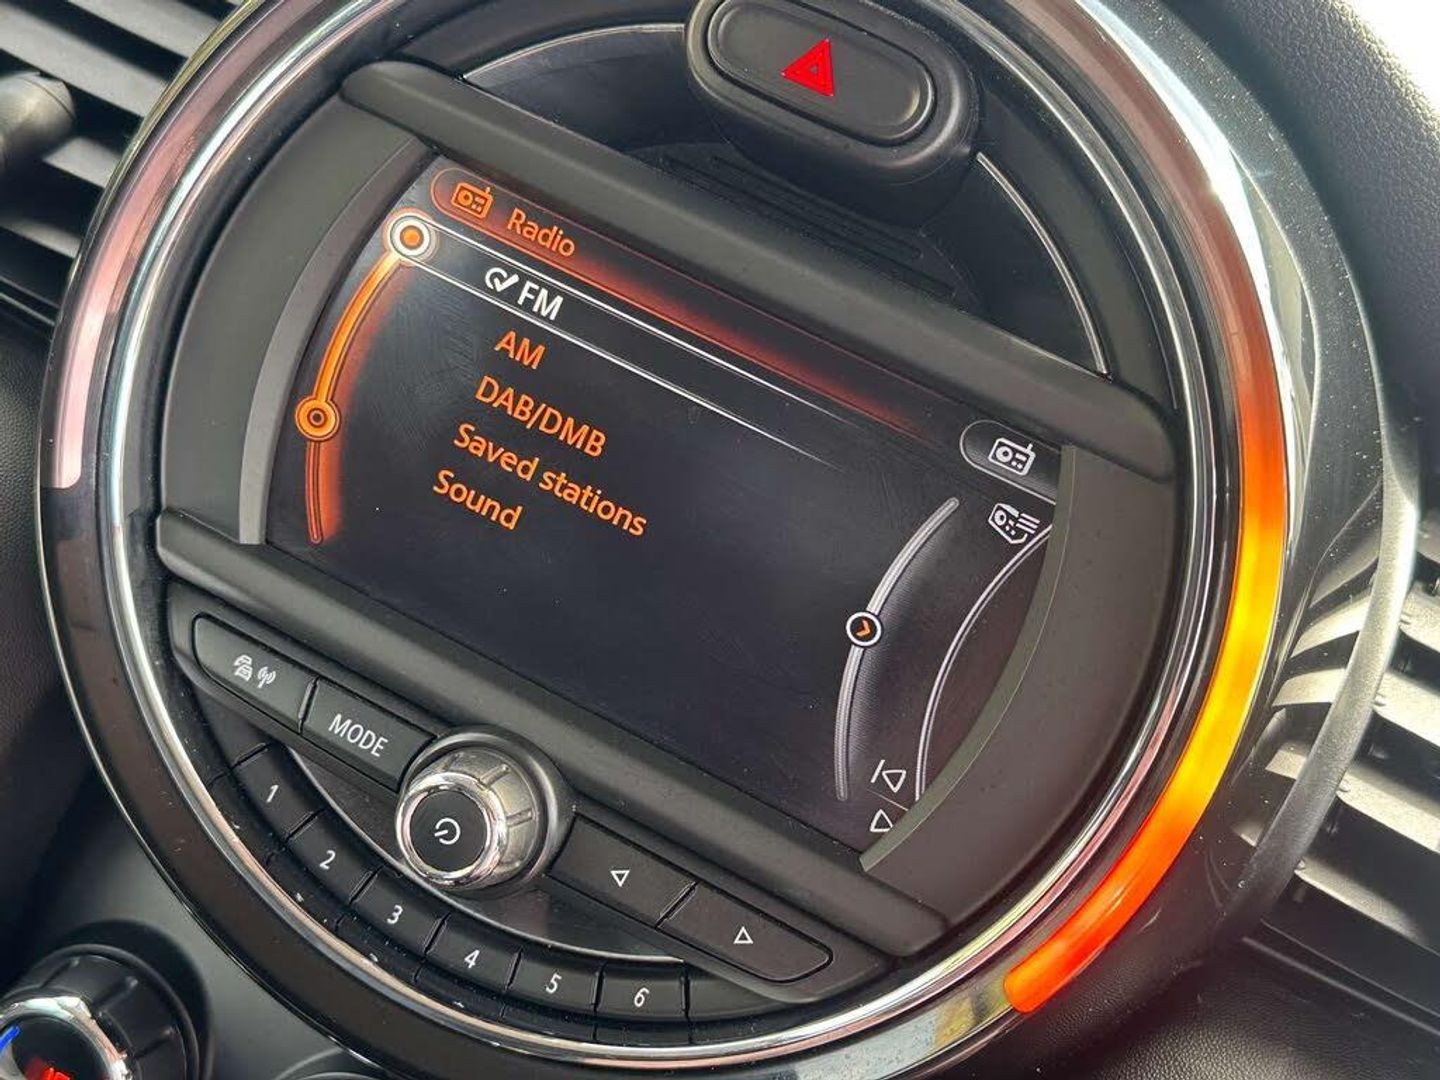 Radio
FM
AM
DAB/DMB
Saved stations
Sound
MODE
1
2
3
4
5
6